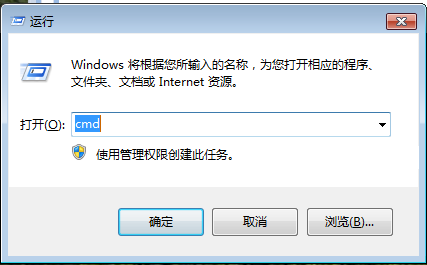 运行
Windows 将根据您所输入的名称，为您打开相应的程序、
文件夹、文档或 Internet 资源。
打开(O): cmd
使用管理权限创建此任务。
确定 取消 浏览(B)...